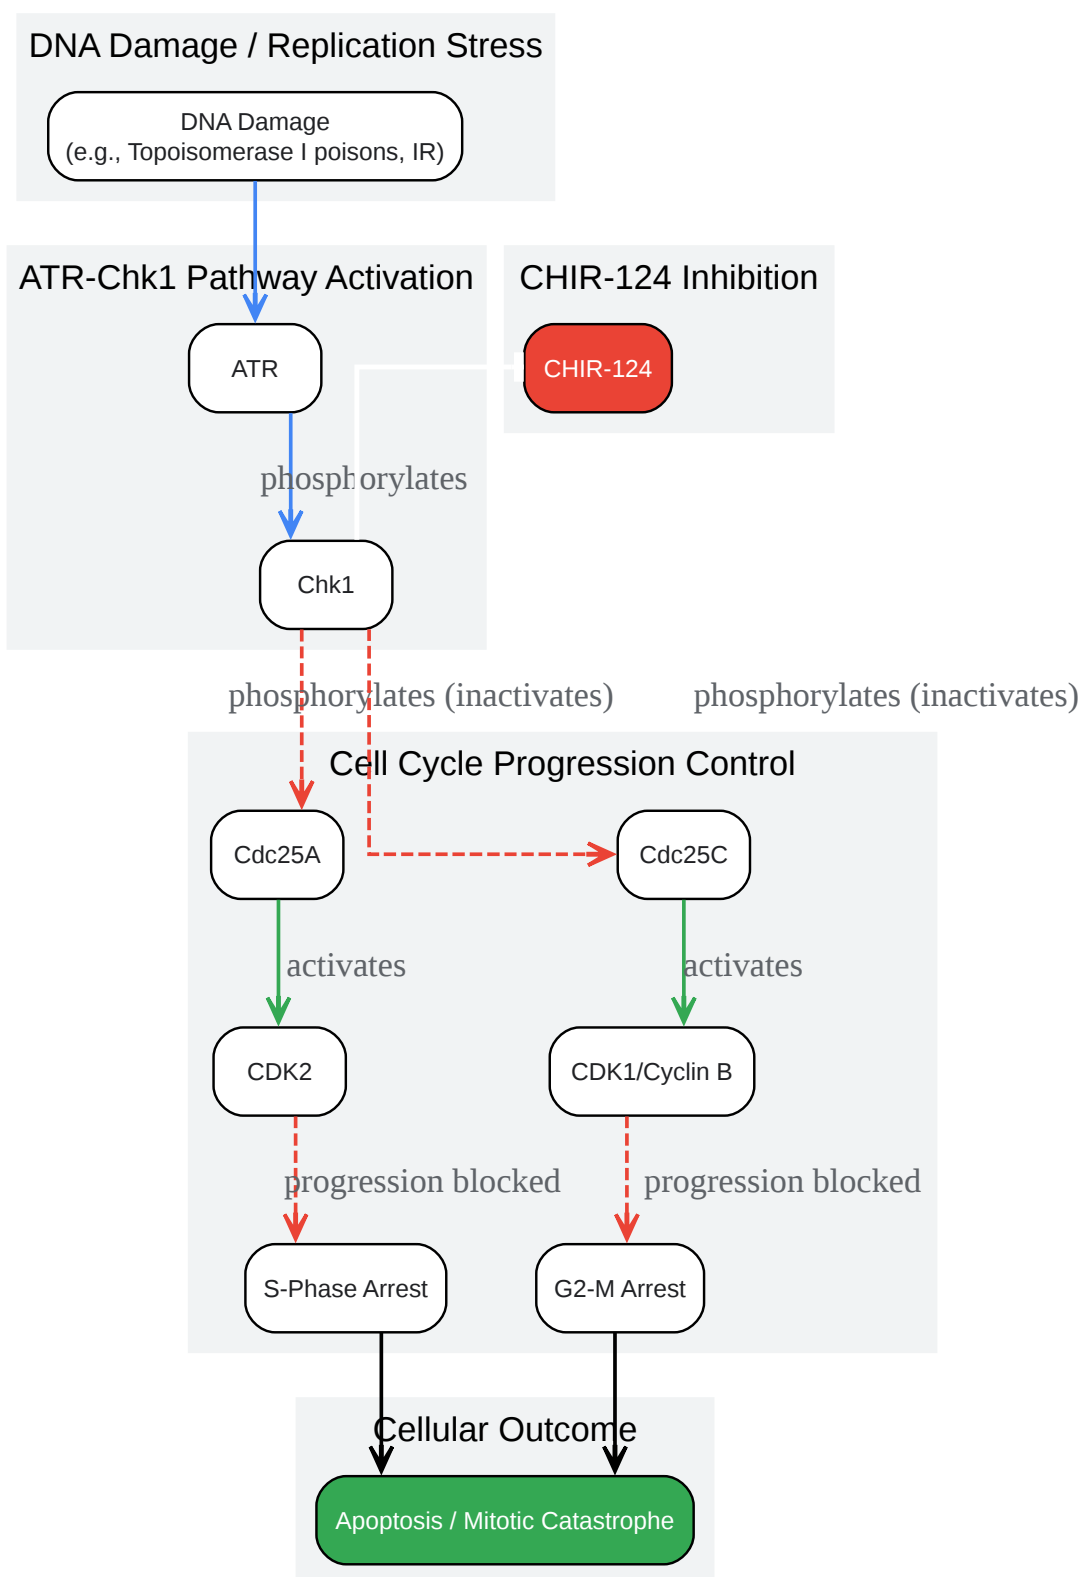 DNA Damage / Replication Stress
DNA Damage
(e.g., Topoisomerase I poisons, IR)
ATR-Chk1 Pathway Activation
CHIR-124 Inhibition
ATR
CHIR-124
phosphorylates
Chk1
phosphorylates (inactivates)
phosphorylates (inactivates)
Cell Cycle Progression Control
Cdc25A
Cdc25C
activates
activates
CDK2
CDK1/Cyclin B
progression blocked
progression blocked
S-Phase Arrest
G2-M Arrest
Cellular Outcome
Apoptosis / Mitotic Catastrophe